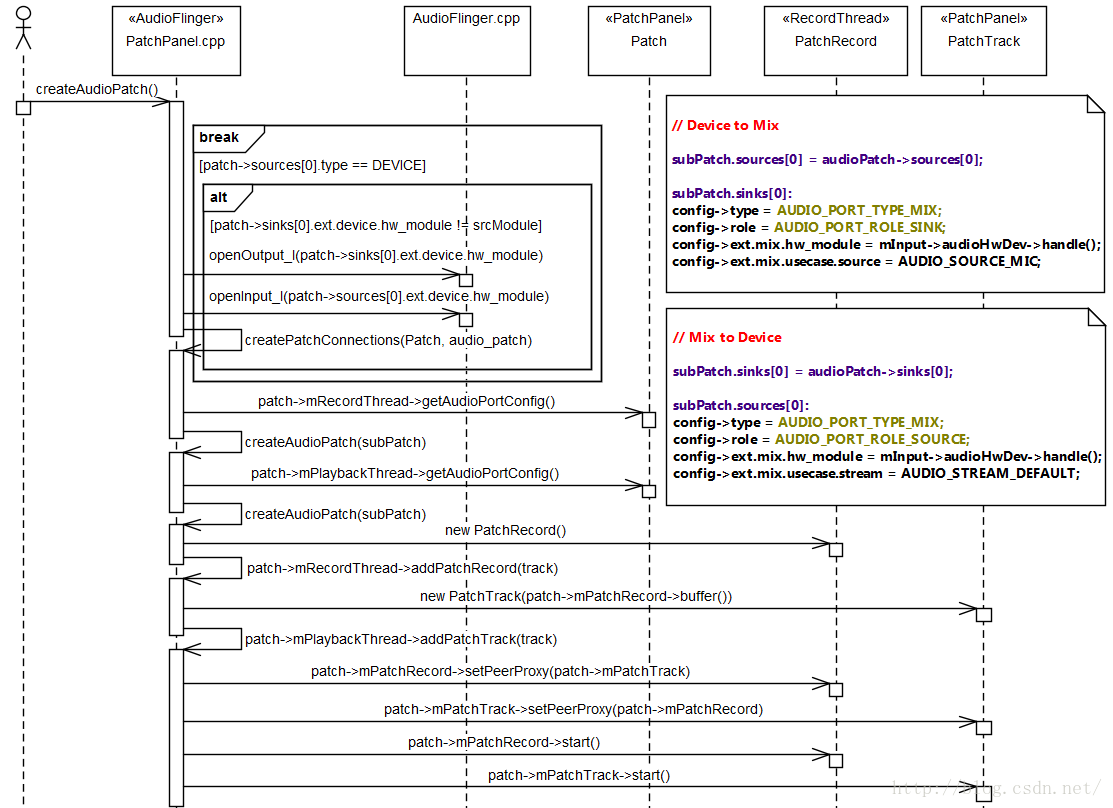 «AudioFlinger»
PatchPanel.cpp
AudioFlinger.cpp
«PatchPanel»
Patch
«RecordThread»
PatchRecord
«PatchPanel»
PatchTrack
createAudioPatch()
break
[patch->sources[0].type == DEVICE]
alt
[patch->sinks[0].ext.device.hw_module != srcModule]
openOutput_l(patch->sinks[0].ext.device.hw_module)
openInput_l(patch->sources[0].ext.device.hw_module)
createPatchConnections(Patch, audio_patch)
patch->mRecordThread->getAudioPortConfig()
createAudioPatch(subPatch)
patch->mPlaybackThread->getAudioPortConfig()
createAudioPatch(subPatch)
new PatchRecord()
patch->mRecordThread->addPatchRecord(track)
new PatchTrack(patch->mPatchRecord->buffer())
patch->mPlaybackThread->addPatchTrack(track)
patch->mPatchRecord->setPeerProxy(patch->mPatchTrack)
patch->mPatchTrack->setPeerProxy(patch->mPatchRecord)
patch->mPatchRecord->start()
patch->mPatchTrack->start()
// Device to Mix
subPatch.sources[0] = audioPatch->sources[0];
subPatch.sinks[0]:
config->type = AUDIO_PORT_TYPE_MIX;
config->role = AUDIO_PORT_ROLE_SINK;
config->ext.mix.hw_module = mInput->audioHwDev->handle();
config->ext.mix.usecase.source = AUDIO_SOURCE_MIC;
// Mix to Device
subPatch.sinks[0] = audioPatch->sinks[0];
subPatch.sources[0]:
config->type = AUDIO_PORT_TYPE_MIX;
config->role = AUDIO_PORT_ROLE_SOURCE;
config->ext.mix.hw_module = mInput->audioHwDev->handle();
config->ext.mix.usecase.stream = AUDIO_STREAM_DEFAULT;
http://blog.csdn.net/